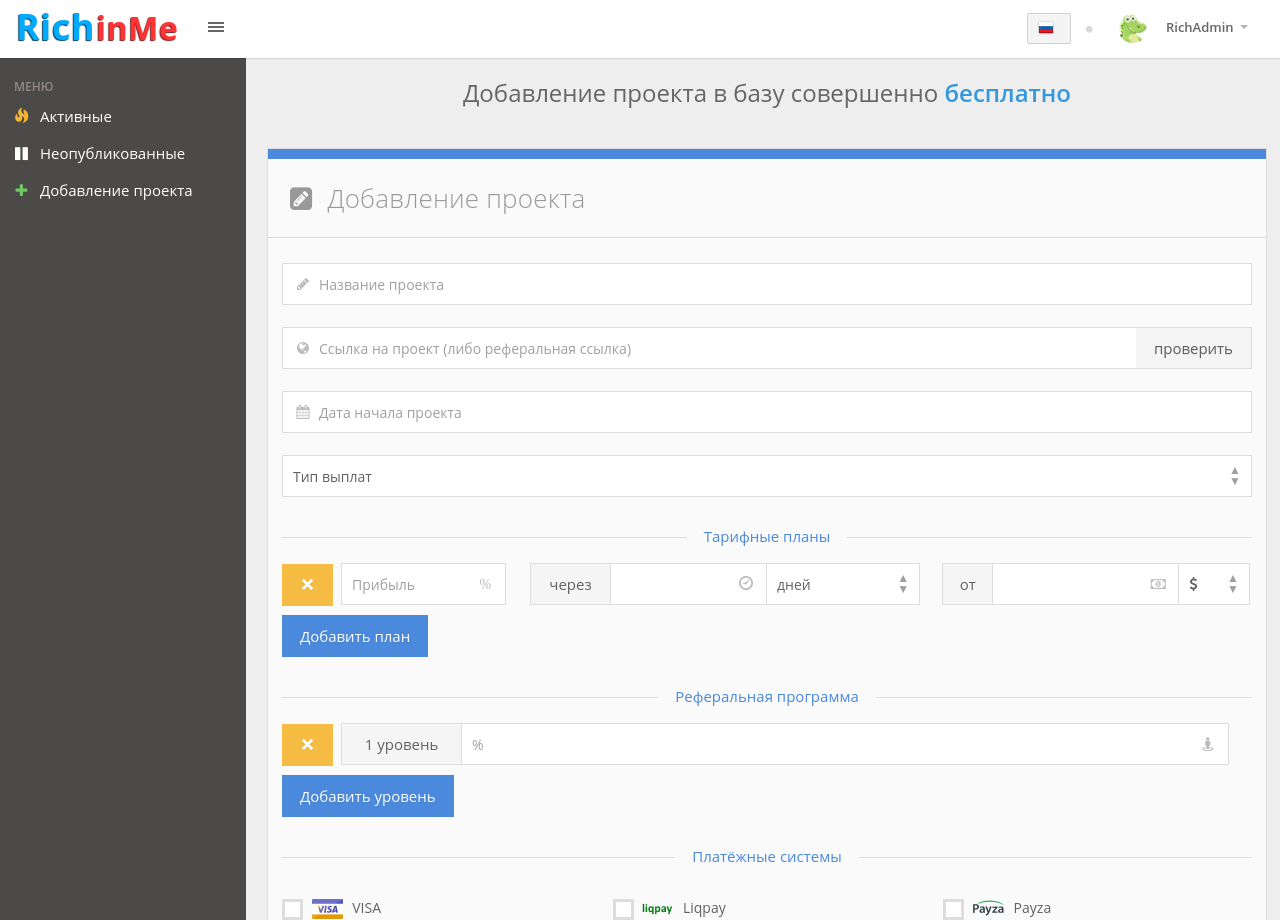 RichinMe
RichAdmin
МЕНЮ
Активные
Неопубликованные
Добавление проекта
Добавление проекта в базу совершенно бесплатно
Добавление проекта
Название проекта
Ссылка на проект (либо реферальная ссылка) проверить
Дата начала проекта
Тип выплат
Тарифные планы
Прибыль % через дней от $
Добавить план
Реферальная программа
1 уровень %
Добавить уровень
Платёжные системы
VISA VISA liqpay Liqpay Payza Payza